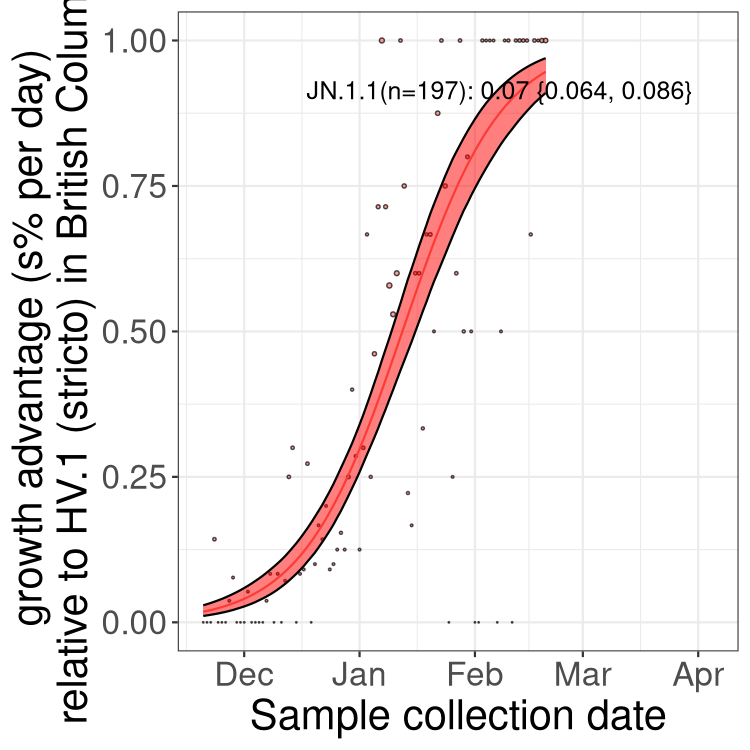 growth advantage (s% per day)
relative to HV.1 (stricto) in British Colum
1.00
0.75
0.50
0.25
0.00
JN.1.1(n=197): 0.07 {0.064, 0.086}
Dec Jan Feb Mar Apr
Sample collection date